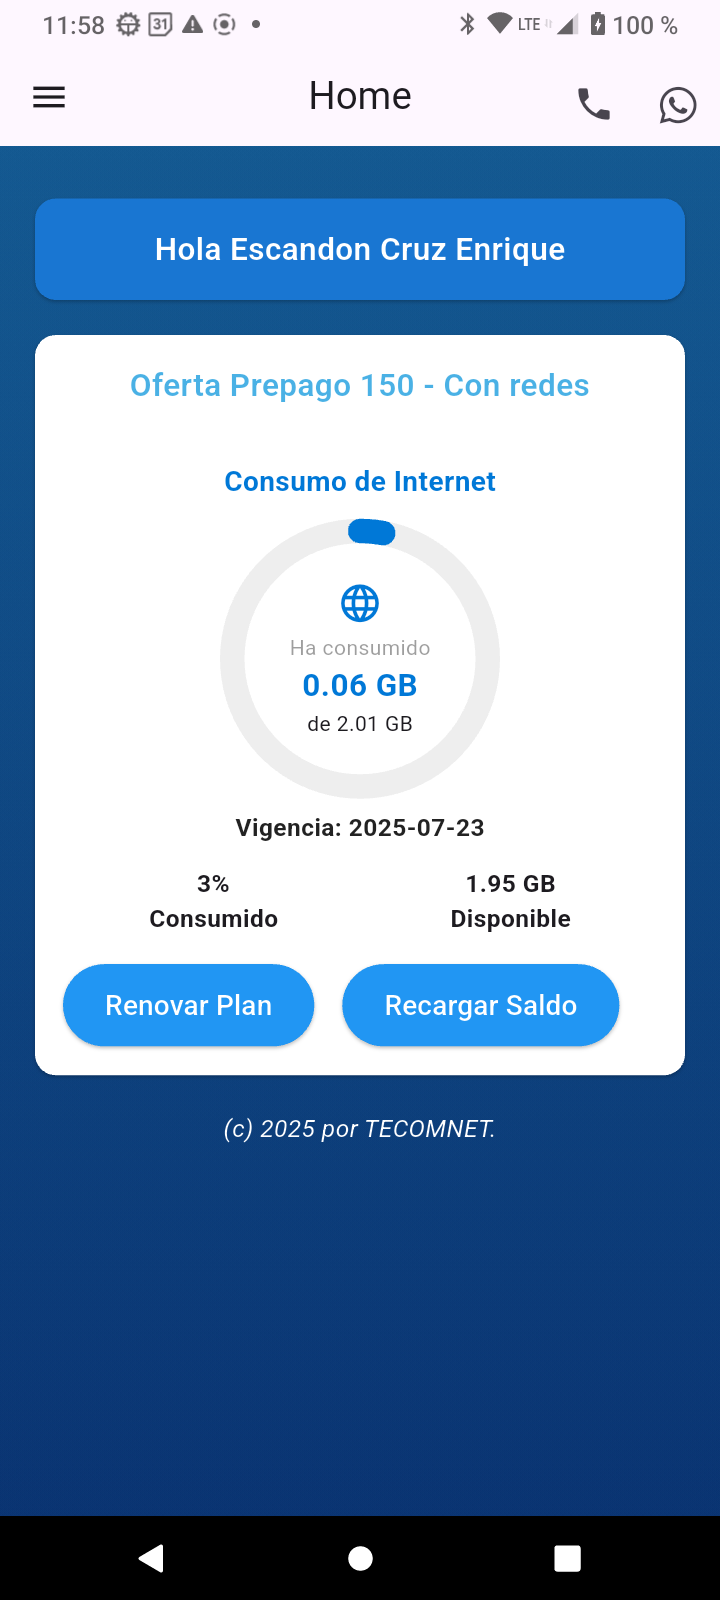 11:58 31 LTE 100 %
Home
Hola Escandon Cruz Enrique
Oferta Prepago 150 - Con redes
Consumo de Internet
Ha consumido
0.06 GB
de 2.01 GB
Vigencia: 2025-07-23
3% 1.95 GB
Consumido Disponible
Renovar Plan Recargar Saldo
(c) 2025 por TECOMNET.